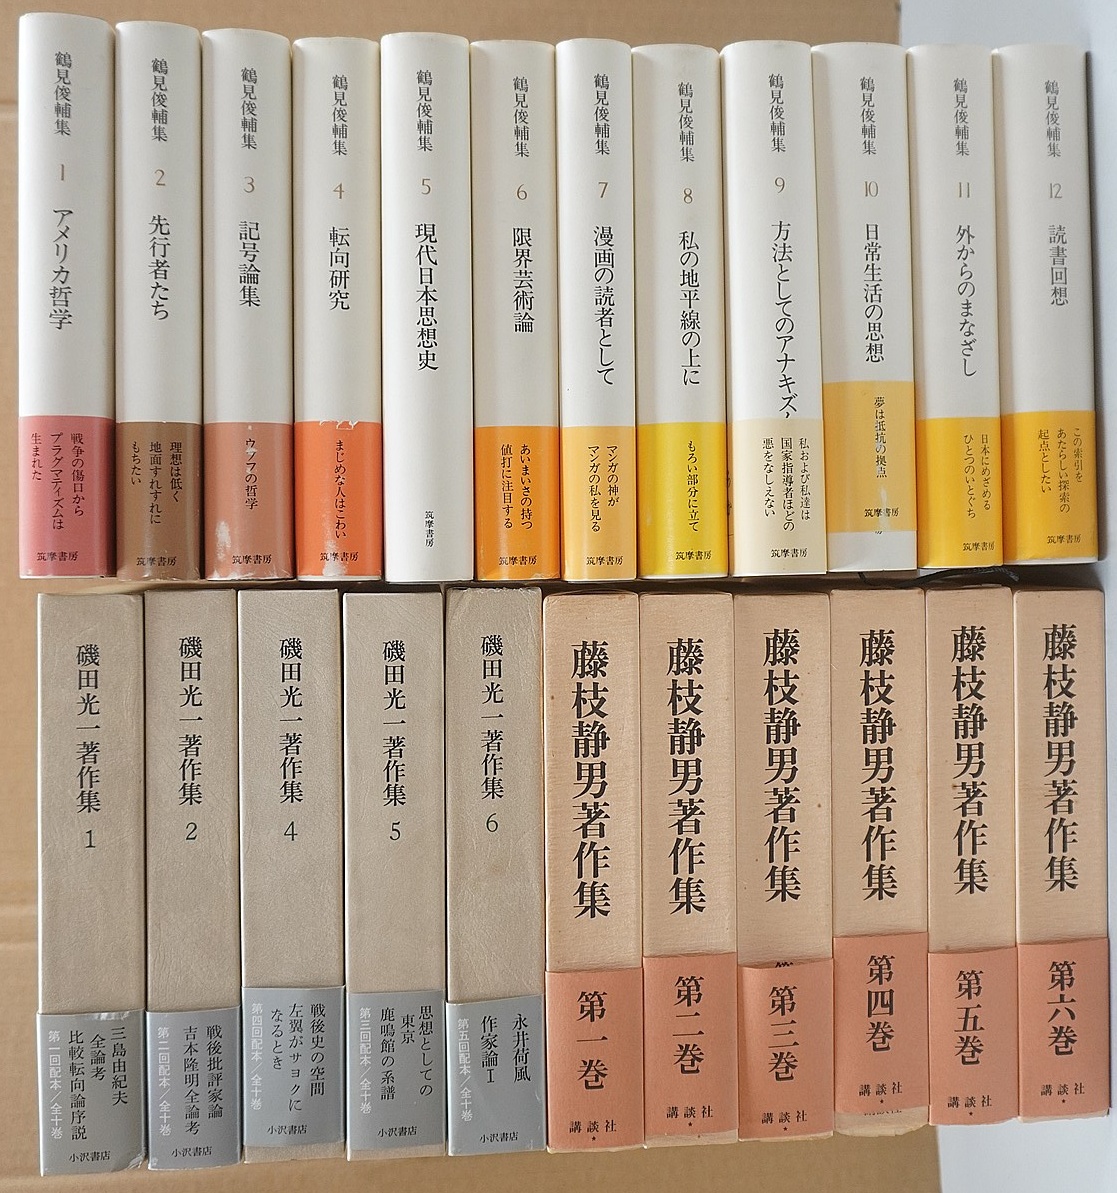 鶴見俊輔集
1
アメリカ哲学
戦争の傷口から
プラグマティズムは
生まれた
筑摩書房
鶴見俊輔集
2
先行者たち
理想は低く
地面すれすれに
もちたい
筑摩書房
鶴見俊輔集
3
記号論集
ウソフの哲学
筑摩書房
鶴見俊輔集
4
転向研究
まじめな人はこわい
筑摩書房
鶴見俊輔集
5
現代日本思想史
筑摩書房
鶴見俊輔集
6
限界芸術論
あいまいさの持つ
値打に注目する
筑摩書房
鶴見俊輔集
7
漫画の読者として
マンガの神が
マンガの私を見る
筑摩書房
鶴見俊輔集
8
私の地平線の上に
もろい部分に立て
筑摩書房
鶴見俊輔集
9
方法としてのアナキズ
私および私達は
国家指導者ほどの
悪をなしえない
筑摩書房
鶴見俊輔集
10
日常生活の思想
夢は抵抗の拠点
筑摩書房
鶴見俊輔集
11
外からのまなざし
日本にめざめる
ひとつのいとぐち
筑摩書房
鶴見俊輔集
12
読書回想
この索引を
あたらしい探索の
起点としたい
筑摩書房
磯田光一著作集
1
三島由紀夫
全論考
比較転向論序説
第一回配本/全十巻
小沢書店
磯田光一著作集
2
戦後批評家論
吉本隆明全論考
第二回配本/全十巻
小沢書店
磯田光一著作集
4
戦後史の空間
左翼がサヨクに
なるとき
第四回配本/全十巻
小沢書店
磯田光一著作集
5
思想としての
東京
鹿鳴館の系譜
第三回配本/全十巻
小沢書店
磯田光一著作集
6
永井荷風
作家論Ⅰ
第五回配本/全十巻
小沢書店
藤枝静男著作集
第一巻
講談社
藤枝静男著作集
第二巻
講談社
藤枝静男著作集
第三巻
講談社
藤枝静男著作集
第四巻
講談社
藤枝静男著作集
第五巻
講談社
藤枝静男著作集
第六巻
講談社